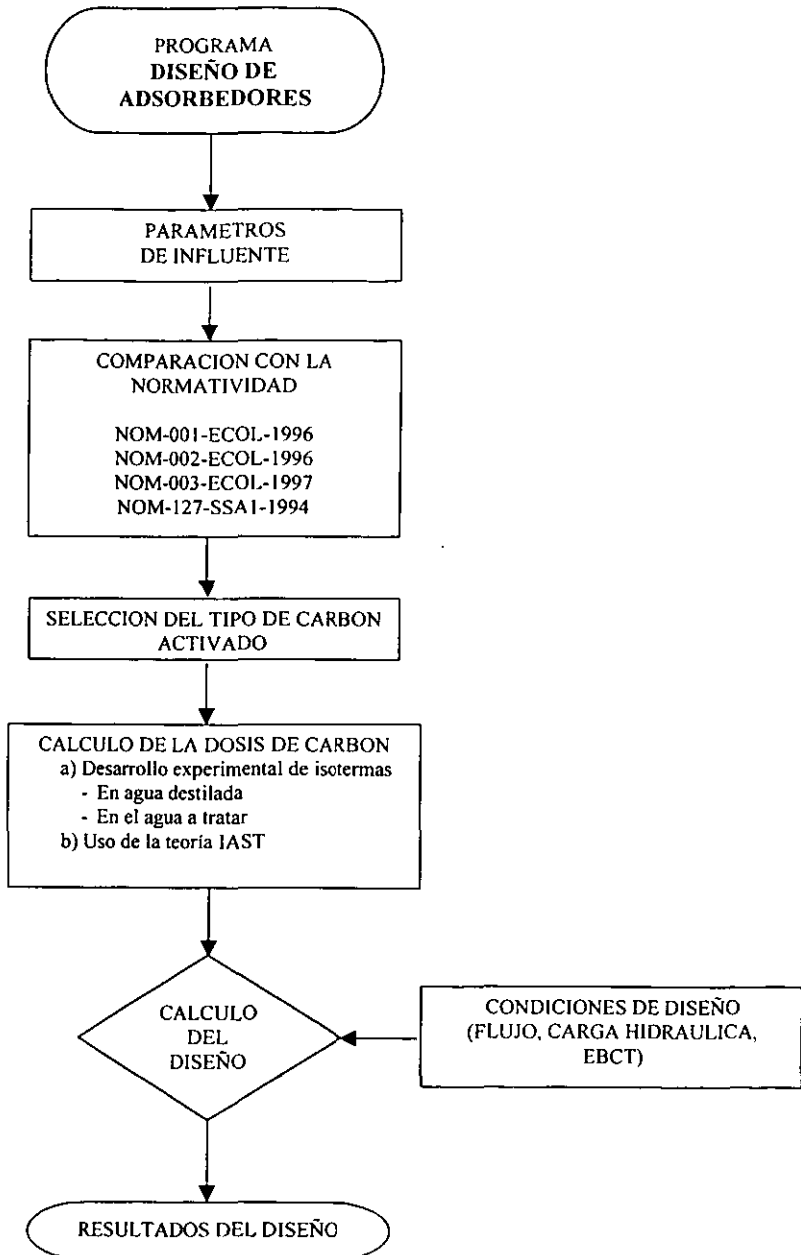 PROGRAMA
DISEÑO DE
ADSORBEDORES
PARAMETROS
DE INFLUENTE
COMPARACION CON LA
NORMATIVIDAD
NOM-001-ECOL-1996
NOM-002-ECOL-1996
NOM-003-ECOL-1997
NOM-127-SSA1-1994
SELECCION DEL TIPO DE CARBON
ACTIVADO
CALCULO DE LA DOSIS DE CARBON
a) Desarrollo experimental de isotermas
- En agua destilada
- En el agua a tratar
b) Uso de la teoría IAST
CALCULO
DEL
DISEÑO
CONDICIONES DE DISEÑO
(FLUJO, CARGA HIDRAULICA,
EBCT)
RESULTADOS DEL DISEÑO